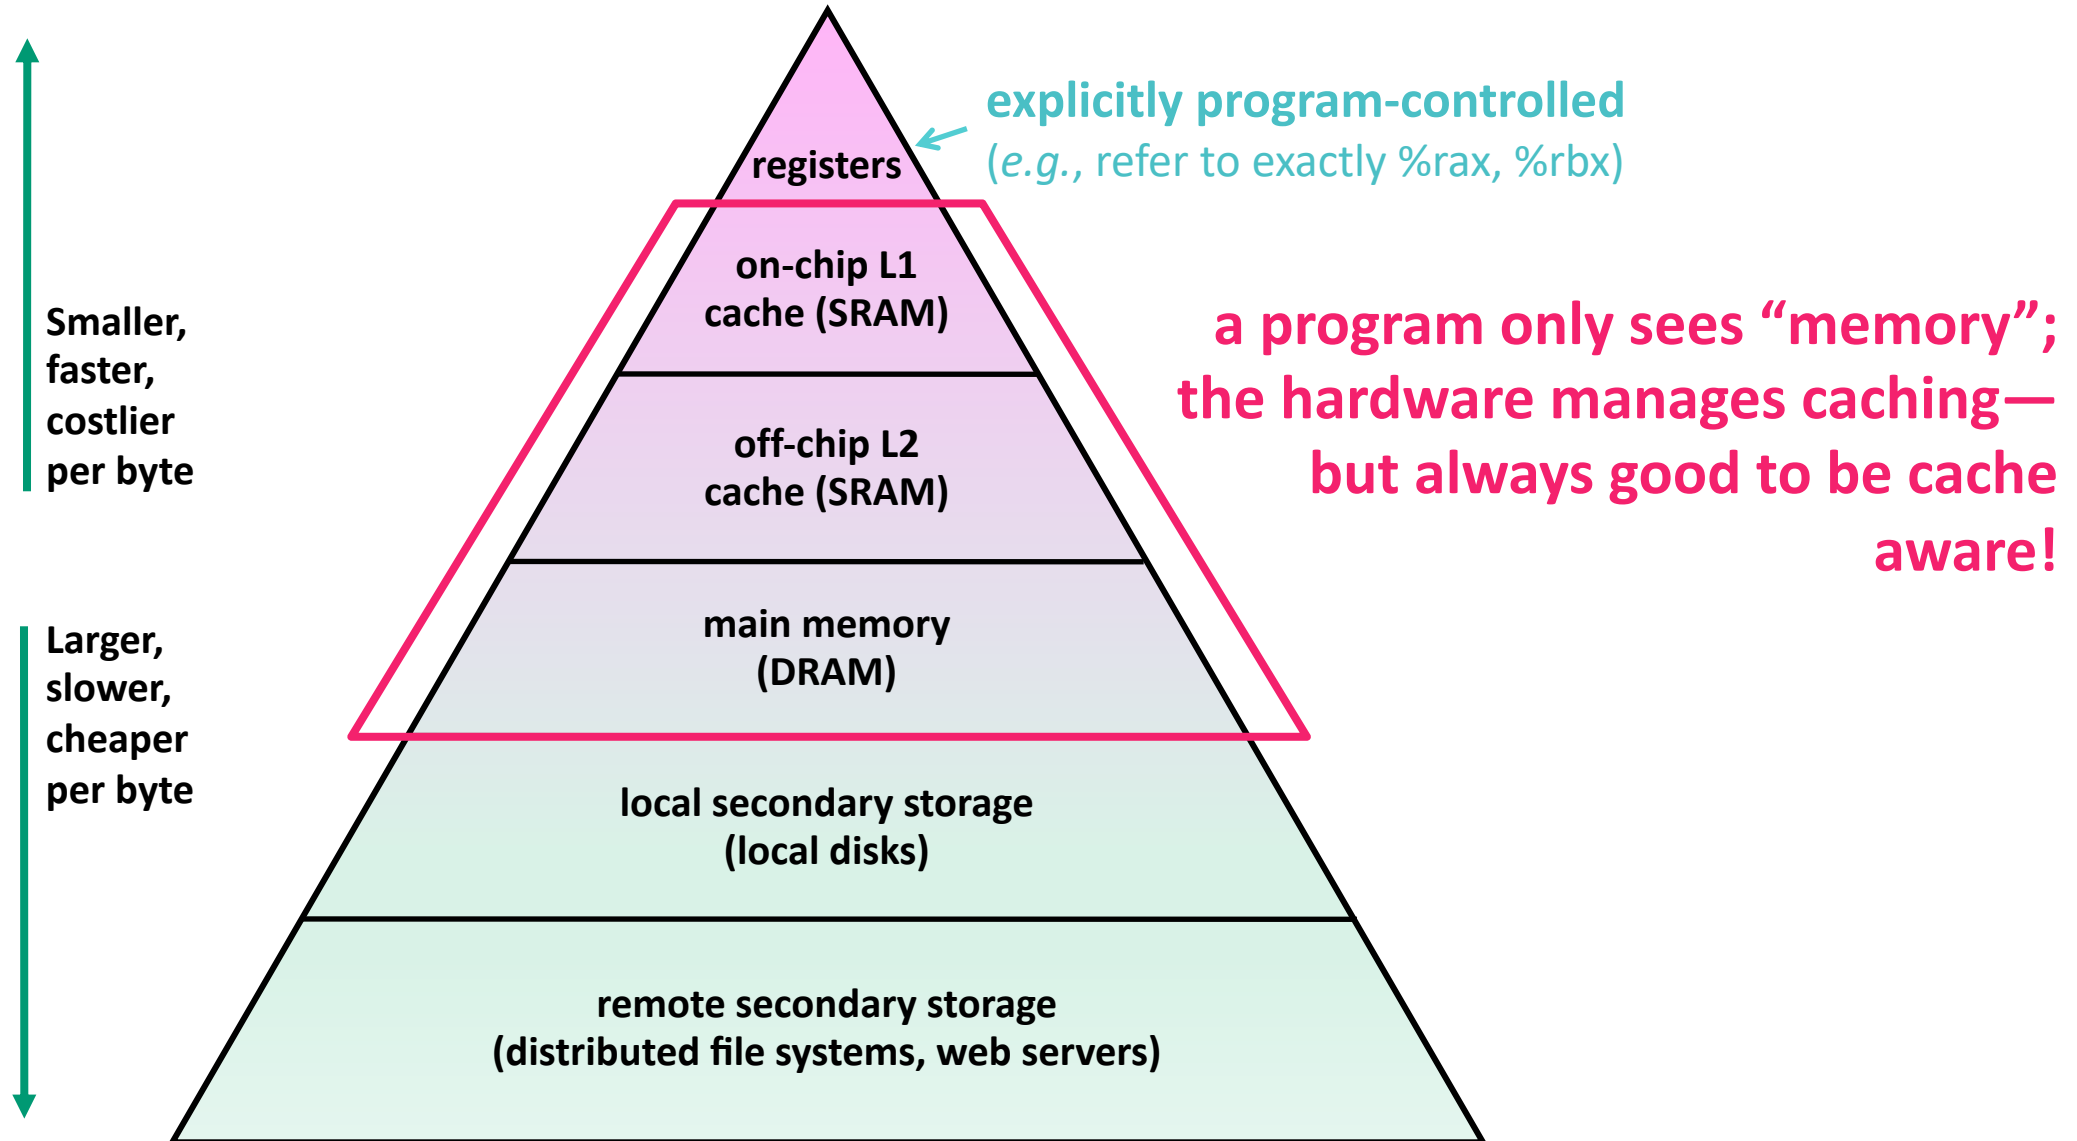 explicitly program-controlled
(e.g., refer to exactly %rax, %rbx)
registers
on-chip L1
cache (SRAM)
Smaller,
faster,
costlier
per byte
a program only sees “memory”;
the hardware manages caching—
but always good to be cache
aware!
off-chip L2
cache (SRAM)
main memory
(DRAM)
Larger,
slower,
cheaper
per byte
local secondary storage
(local disks)
remote secondary storage
(distributed file systems, web servers)